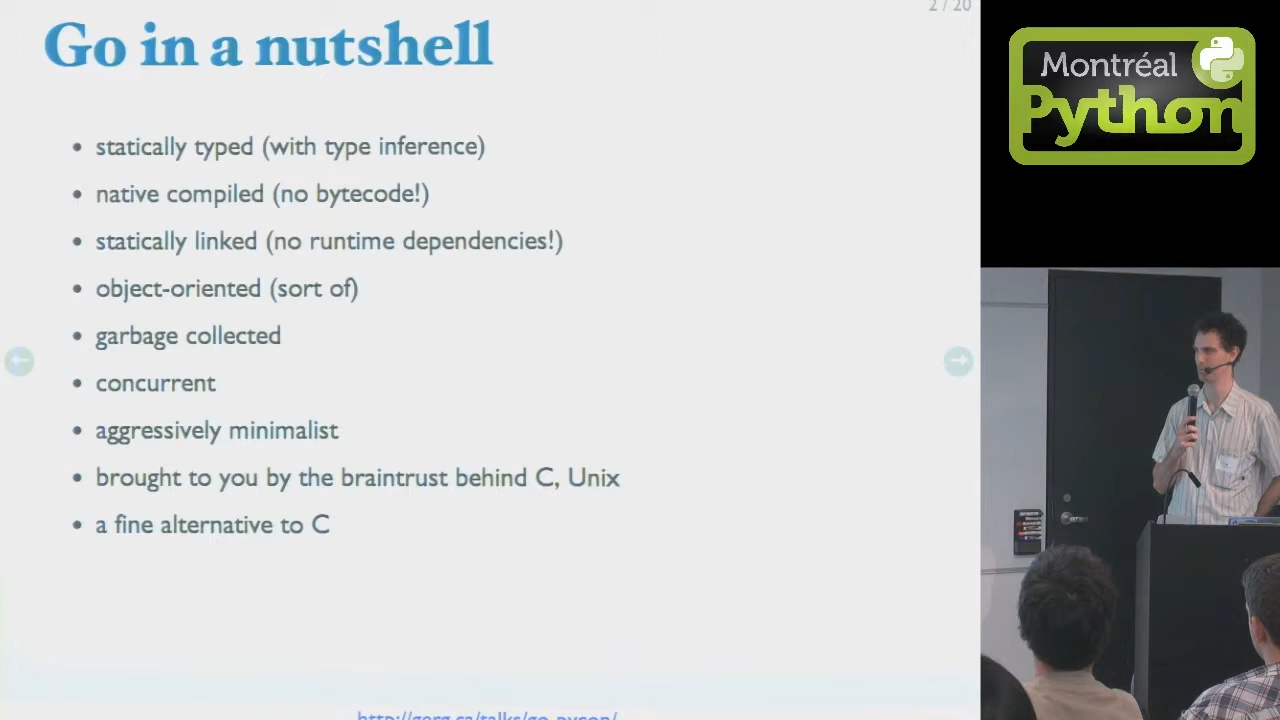 2 / 20
Go in a nutshell
• statically typed (with type inference)
• native compiled (no bytecode!)
• statically linked (no runtime dependencies!)
• object-oriented (sort of)
• garbage collected
• concurrent
• aggressively minimalist
• brought to you by the braintrust behind C, Unix
• a fine alternative to C
http://gerg.ca/talks/go-pycon/
Montréal
Python